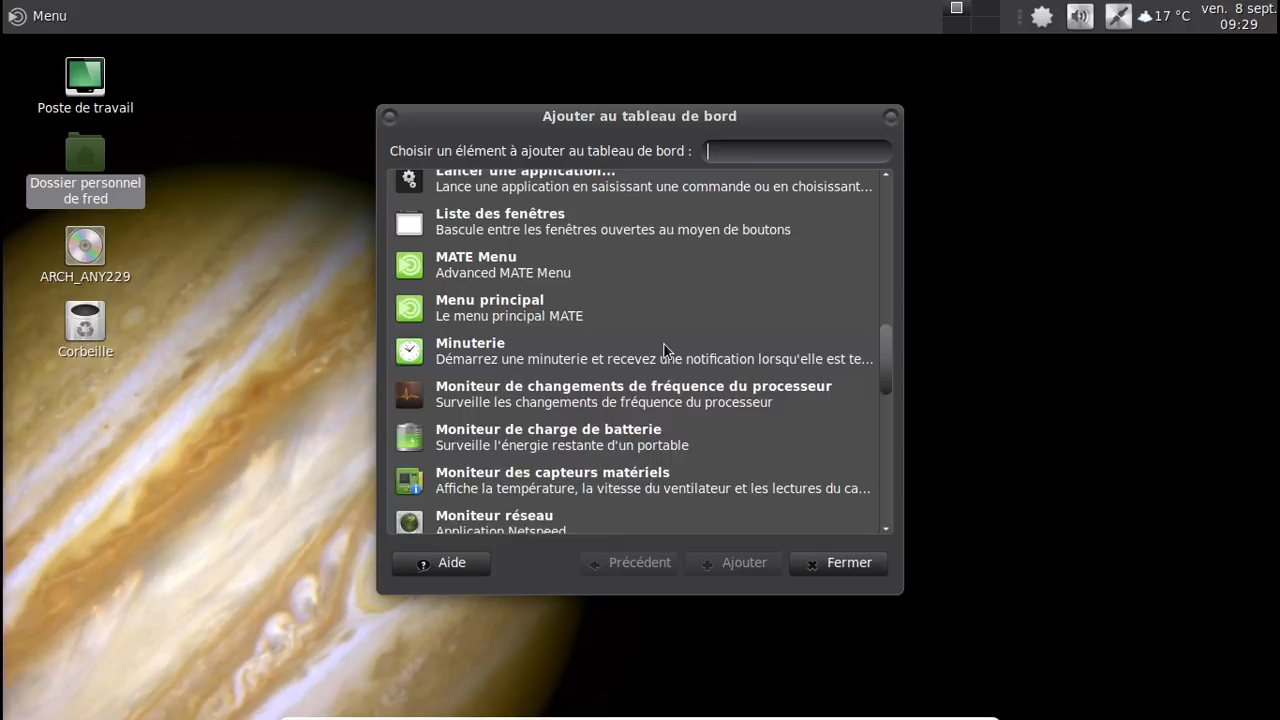 Menu
17 °C
ven. 8 sept.
09:29
Poste de travail
Dossier personnel
de fred
ARCH_ANY229
Corbeille
Ajouter au tableau de bord
Choisir un élément à ajouter au tableau de bord :
Lancer une application...
Lance une application en saisissant une commande ou en choisissant...
Liste des fenêtres
Bascule entre les fenêtres ouvertes au moyen de boutons
MATE Menu
Advanced MATE Menu
Menu principal
Le menu principal MATE
Minuterie
Démarrez une minuterie et recevez une notification lorsqu'elle est te...
Moniteur de changements de fréquence du processeur
Surveille les changements de fréquence du processeur
Moniteur de charge de batterie
Surveille l'énergie restante d'un portable
Moniteur des capteurs matériels
Affiche la température, la vitesse du ventilateur et les lectures du ca...
Moniteur réseau
Application Netspeed
Aide
Précédent
Ajouter
Fermer